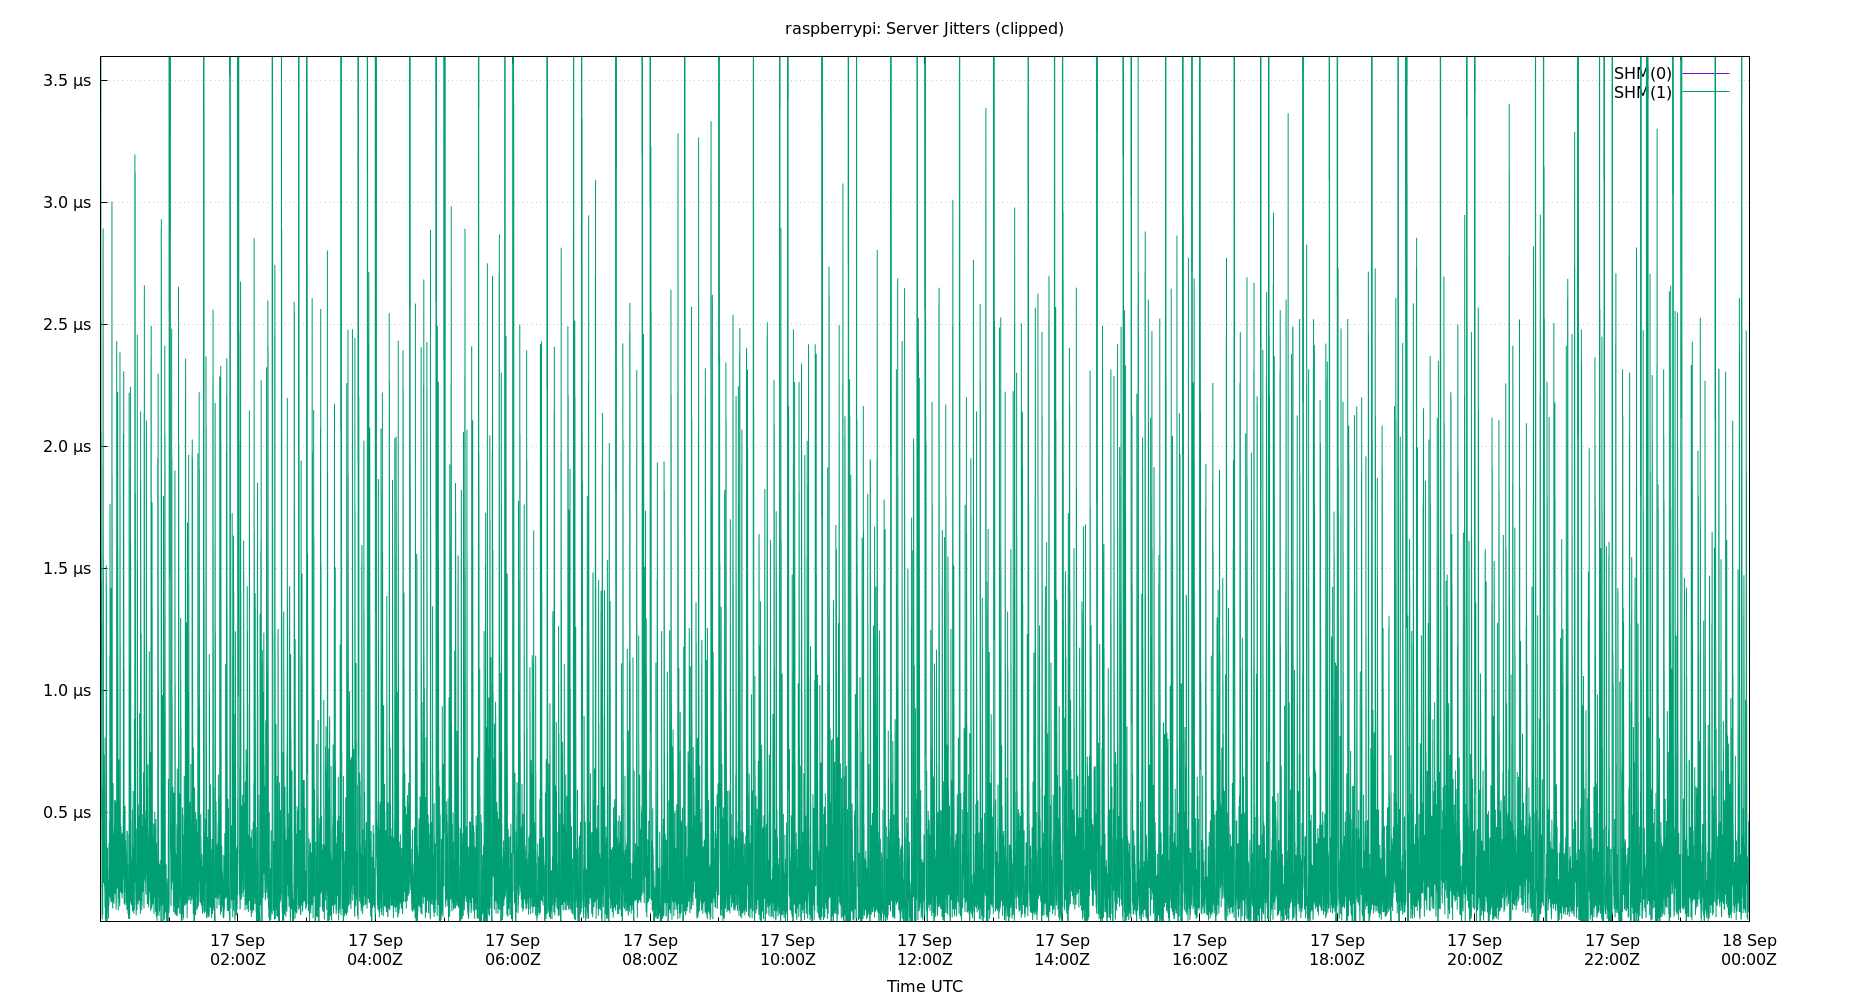 raspberrypi: Server Jitters (clipped)
3.5 µs
3.0 µs
2.5 µs
2.0 µs
1.5 µs
1.0 µs
0.5 µs
SHM(0)
SHM(1)
17 Sep 17 Sep 17 Sep 17 Sep 17 Sep 17 Sep 17 Sep 17 Sep 17 Sep 17 Sep 17 Sep 18 Sep
02:00Z 04:00Z 06:00Z 08:00Z 10:00Z 12:00Z 14:00Z 16:00Z 18:00Z 20:00Z 22:00Z 00:00Z
Time UTC